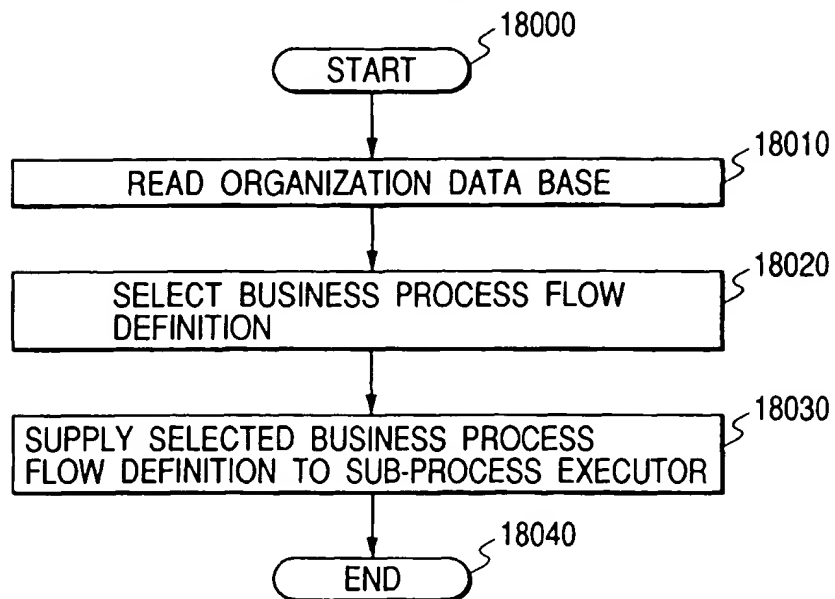 18000
START
18010
READ ORGANIZATION DATA BASE
18020
SELECT BUSINESS PROCESS FLOW
DEFINITION
18030
SUPPLY SELECTED BUSINESS PROCESS
FLOW DEFINITION TO SUB-PROCESS EXECUTOR
18040
END